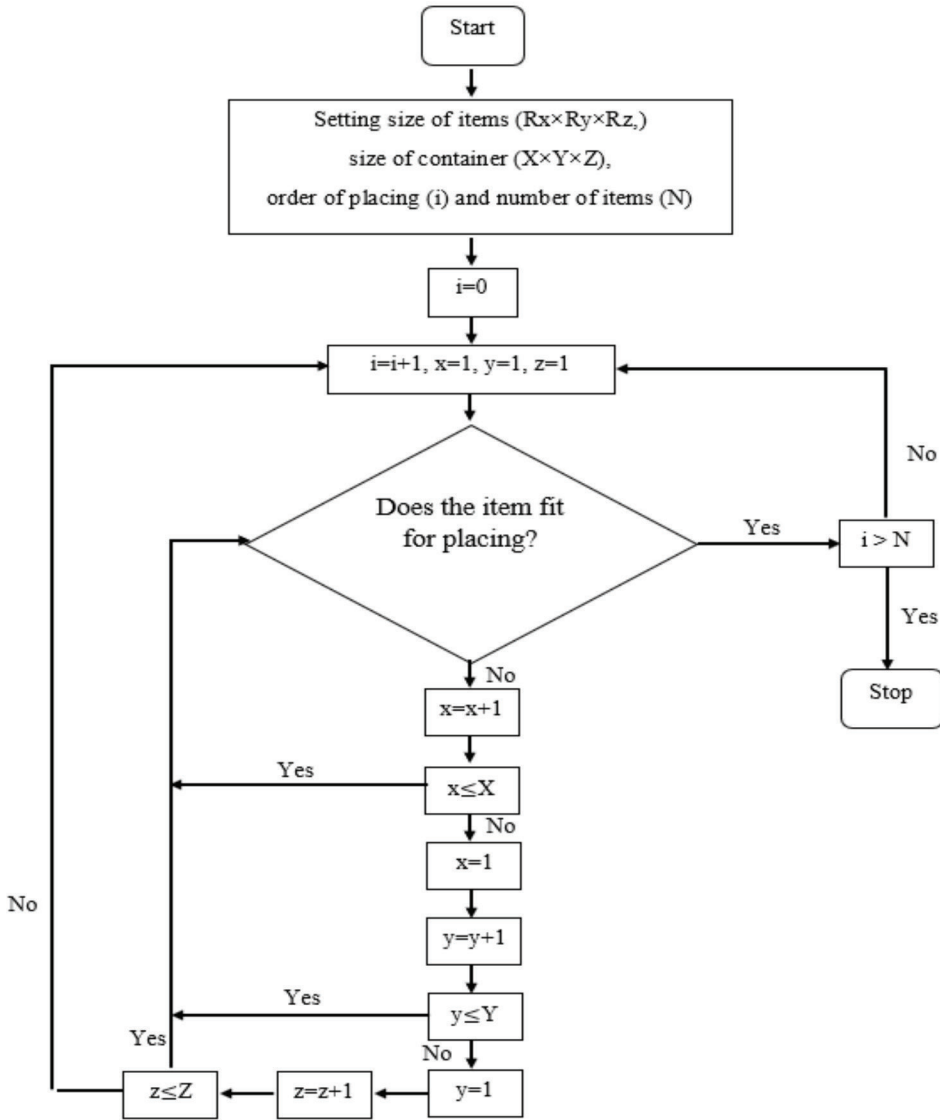 Start
Setting size of items (Rx×Ry×Rz,)
size of container (X×Y×Z),
order of placing (i) and number of items (N)
i=0
i=i+1, x=1, y=1, z=1
No
Does the item fit
for placing?
Yes
i > N
Yes
No
Stop
x=x+1
Yes
x≤X
No
x=1
No
y=y+1
Yes
y≤Y
Yes
No
z≤Z
z=z+1
y=1